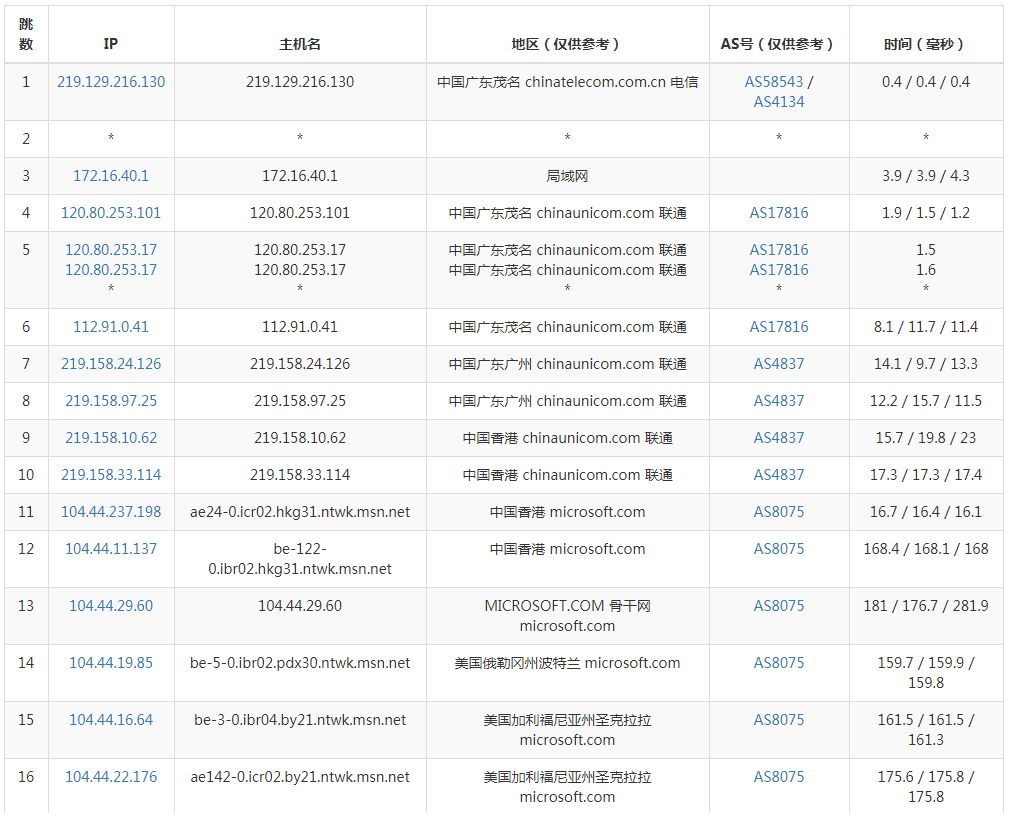 跳
数 IP 主机名 地区（仅供参考） AS号（仅供参考） 时间（毫秒）
1 219.129.216.130 219.129.216.130 中国广东茂名 chinatelecom.com.cn 电信 AS58543 / 0.4 / 0.4 / 0.4
AS4134
2 * * * * *
3 172.16.40.1 172.16.40.1 局域网 3.9 / 3.9 / 4.3
4 120.80.253.101 120.80.253.101 中国广东茂名 chinaunicom.com 联通 AS17816 1.9 / 1.5 / 1.2
5 120.80.253.17 120.80.253.17 中国广东茂名 chinaunicom.com 联通 AS17816 1.5
120.80.253.17 120.80.253.17 中国广东茂名 chinaunicom.com 联通 AS17816 1.6
* * * * *
6 112.91.0.41 112.91.0.41 中国广东茂名 chinaunicom.com 联通 AS17816 8.1 / 11.7 / 11.4
7 219.158.24.126 219.158.24.126 中国广东广州 chinaunicom.com 联通 AS4837 14.1 / 9.7 / 13.3
8 219.158.97.25 219.158.97.25 中国广东广州 chinaunicom.com 联通 AS4837 12.2 / 15.7 / 11.5
9 219.158.10.62 219.158.10.62 中国香港 chinaunicom.com 联通 AS4837 15.7 / 19.8 / 23
10 219.158.33.114 219.158.33.114 中国香港 chinaunicom.com 联通 AS4837 17.3 / 17.3 / 17.4
11 104.44.237.198 ae24-0.icr02.hkg31.ntwk.msn.net 中国香港 microsoft.com AS8075 16.7 / 16.4 / 16.1
12 104.44.11.137 be-122- 中国香港 microsoft.com AS8075 168.4 / 168.1 / 168
0.ibr02.hkg31.ntwk.msn.net
13 104.44.29.60 104.44.29.60 MICROSOFT.COM 骨干网 AS8075 181 / 176.7 / 281.9
microsoft.com
14 104.44.19.85 be-5-0.ibr02.pdx30.ntwk.msn.net 美国俄勒冈州波特兰 microsoft.com AS8075 159.7 / 159.9 /
159.8
15 104.44.16.64 be-3-0.ibr04.by21.ntwk.msn.net 美国加利福尼亚州圣克拉拉 AS8075 161.5 / 161.5 /
microsoft.com 161.3
16 104.44.22.176 ae142-0.icr02.by21.ntwk.msn.net 美国加利福尼亚州圣克拉拉 AS8075 175.6 / 175.8 /
microsoft.com 175.8